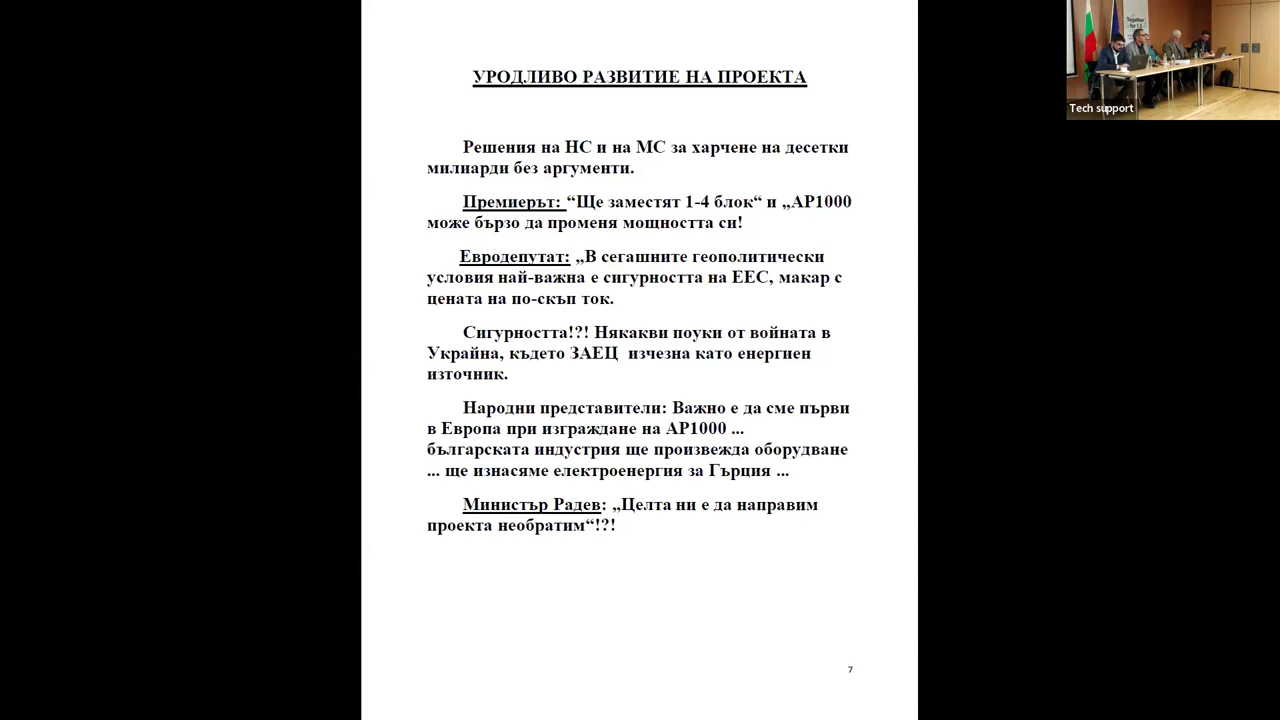 УРОДЛИВО РАЗВИТИЕ НА ПРОЕКТА
Решения на НС и на МС за харчене на десетки
милиарди без аргументи.
Премиерът: “Ще заместят 1-4 блок“ и „АР1000
може бързо да променя мощността си!
Евродепутат: „В сегашните геополитически
условия най-важна е сигурността на ЕЕС, макар с
цената на по-скъп ток.
Сигурността!?! Някакви поуки от войната в
Украйна, където ЗАЕЦ изчезна като енергиен
източник.
Народни представители: Важно е да сме първи
в Европа при изграждане на АР1000 ...
българската индустрия ще произвежда оборудване
... ще изнасяме електроенергия за Гърция ...
Министър Радев: „Целта ни е да направим
проекта необратим“!?!
7
Together
for 1.5
Tech support